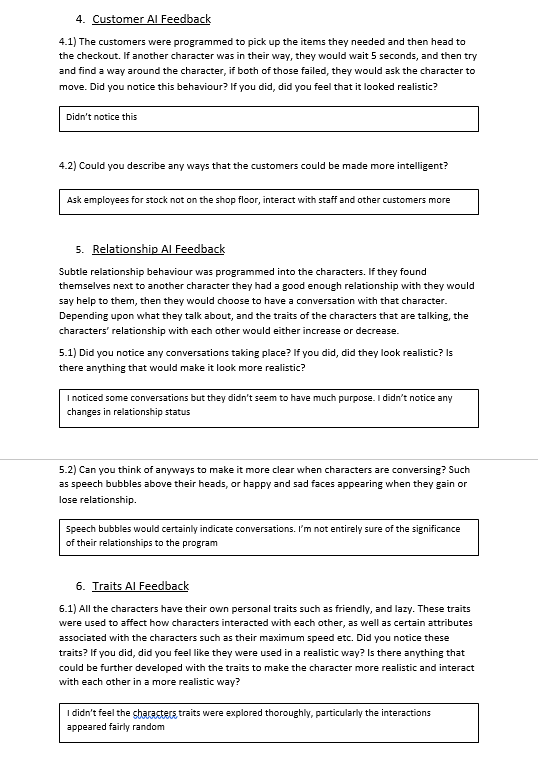 4. Customer AI Feedback
4.1) The customers were programmed to pick up the items they needed and then head to
the checkout. If another character was in their way, they would wait 5 seconds, and then try
and find a way around the character, if both of those failed, they would ask the character to
move. Did you notice this behaviour? If you did, did you feel that it looked realistic?
Didn't notice this
4.2) Could you describe any ways that the customers could be made more intelligent?
Ask employees for stock not on the shop floor, interact with staff and other customers more
5. Relationship AI Feedback
Subtle relationship behaviour was programmed into the characters. If they found
themselves next to another character they had a good enough relationship with they would
say help to them, then they would choose to have a conversation with that character.
Depending upon what they talk about, and the traits of the characters that are talking, the
characters' relationship with each other would either increase or decrease.
5.1) Did you notice any conversations taking place? If you did, did they look realistic? Is
there anything that would make it look more realistic?
I noticed some conversations but they didn't seem to have much purpose. I didn't notice any
changes in relationship status
5.2) Can you think of anyways to make it more clear when characters are conversing? Such
as speech bubbles above their heads, or happy and sad faces appearing when they gain or
lose relationship.
Speech bubbles would certainly indicate conversations. I'm not entirely sure of the significance
of their relationships to the program
6. Traits AI Feedback
6.1) All the characters have their own personal traits such as friendly, and lazy. These traits
were used to affect how characters interacted with each other, as well as certain attributes
associated with the characters such as their maximum speed etc. Did you notice these
traits? If you did, did you feel like they were used in a realistic way? Is there anything that
could be further developed with the traits to make the character more realistic and interact
with each other in a more realistic way?
I didn't feel the characters traits were explored thoroughly, particularly the interactions
appeared fairly random